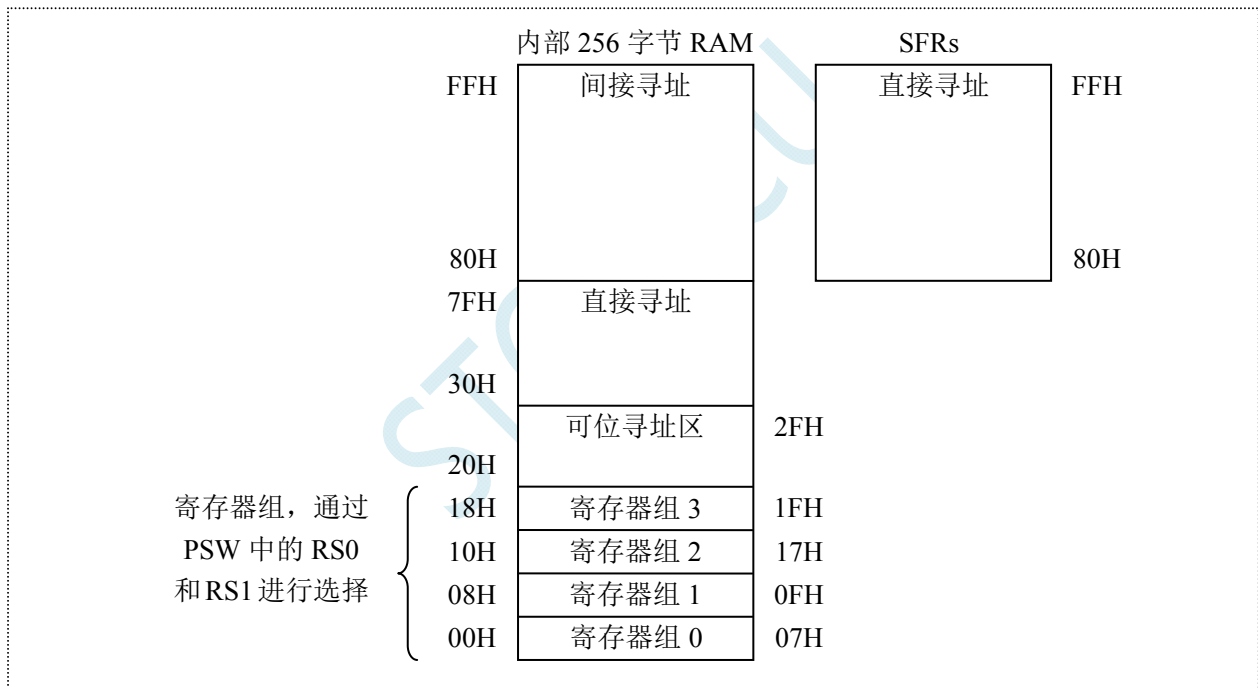 内部 256 字节 RAM SFRs
FFH 间接寻址 直接寻址 FFH
80H 80H
7FH 直接寻址
30H
可位寻址区 2FH
20H
寄存器组，通过 18H 寄存器组 3 1FH
PSW 中的 RS0 10H 寄存器组 2 17H
和RS1进行选择 08H 寄存器组 1 0FH
00H 寄存器组 0 07H